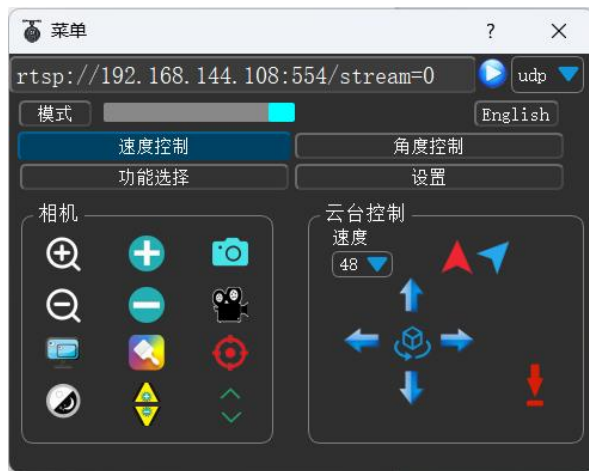 菜单
rtsp://192.168.144.108:554/stream=0 udp
模式 English
速度控制 角度控制
功能选择 设置
相机 云台控制
速度
48